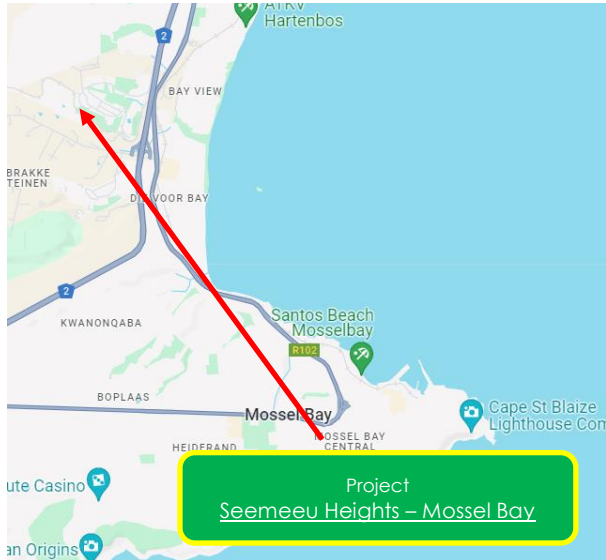 ATKV
Hartenbos
2
BAY VIEW
BRAKKE
TEINEN
VOOR BAY
2
KWANONQABA
Santos Beach
Mosselbay
R102
BOPLAAS
Mossel Bay
Cape St Blaize
Lighthouse Com
HEIDERAND
MOSSEL BAY
CENTRAL
ute Casino
Project
Seemeeu Heights – Mossel Bay
an Origins